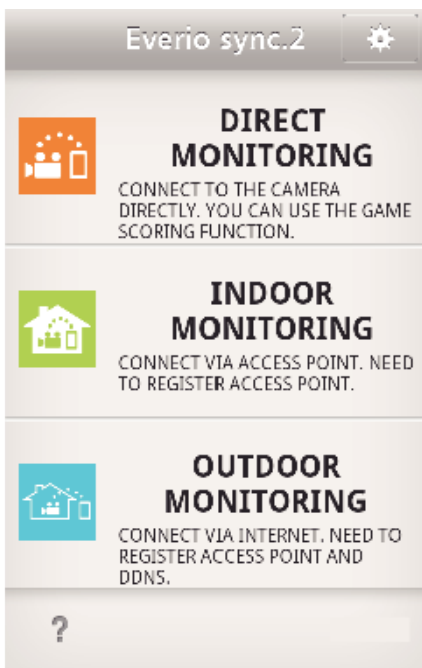 Everio sync.2
DIRECT
MONITORING
CONNECT TO THE CAMERA
DIRECTLY. YOU CAN USE THE GAME
SCORING FUNCTION.
INDOOR
MONITORING
CONNECT VIA ACCESS POINT. NEED
TO REGISTER ACCESS POINT.
OUTDOOR
MONITORING
CONNECT VIA INTERNET. NEED TO
REGISTER ACCESS POINT AND
DDNS.
?